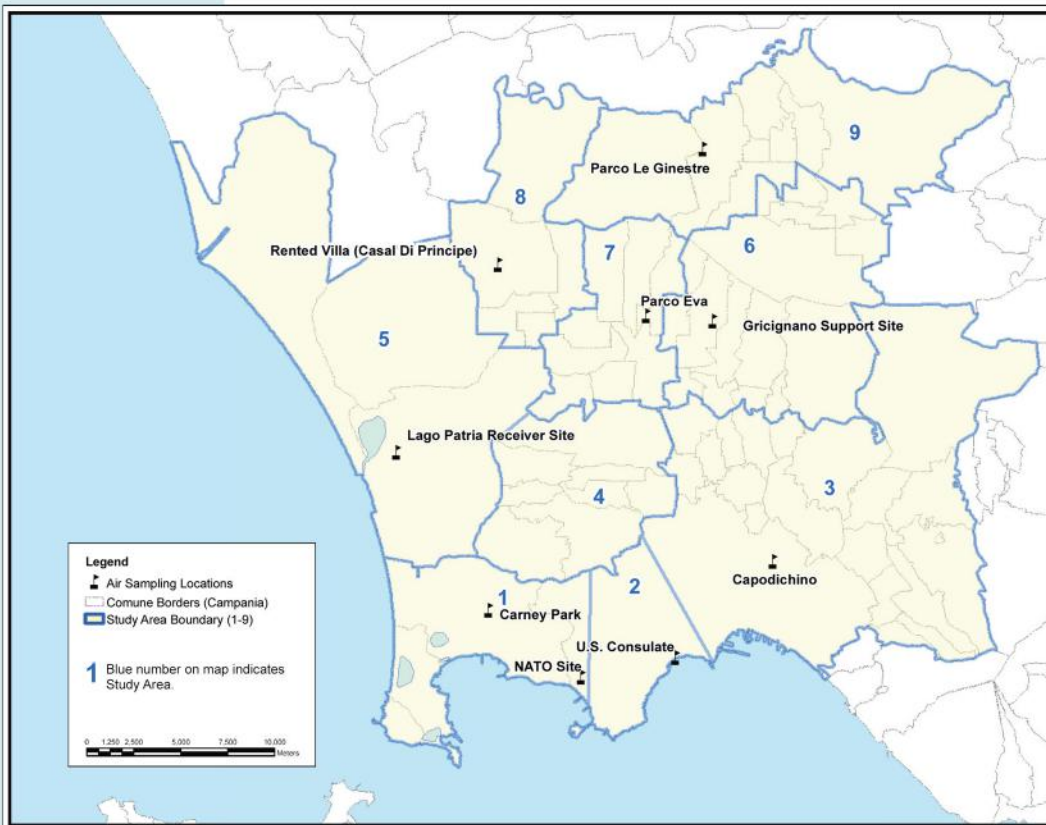 9
Parco Le Ginestre
8
Rented Villa (Casal Di Principe)
7
6
Parco Eva
Gricignano Support Site
5
Lago Patria Receiver Site
4
3
Legend
Air Sampling Locations
Comune Borders (Campania)
Study Area Boundary (1-9)
1 Blue number on map indicates
Study Area.
0 1,250 2,500 5,000 7,500 10,000
Meters
Capodichino
2
1
Carney Park
U.S. Consulate
NATO Site